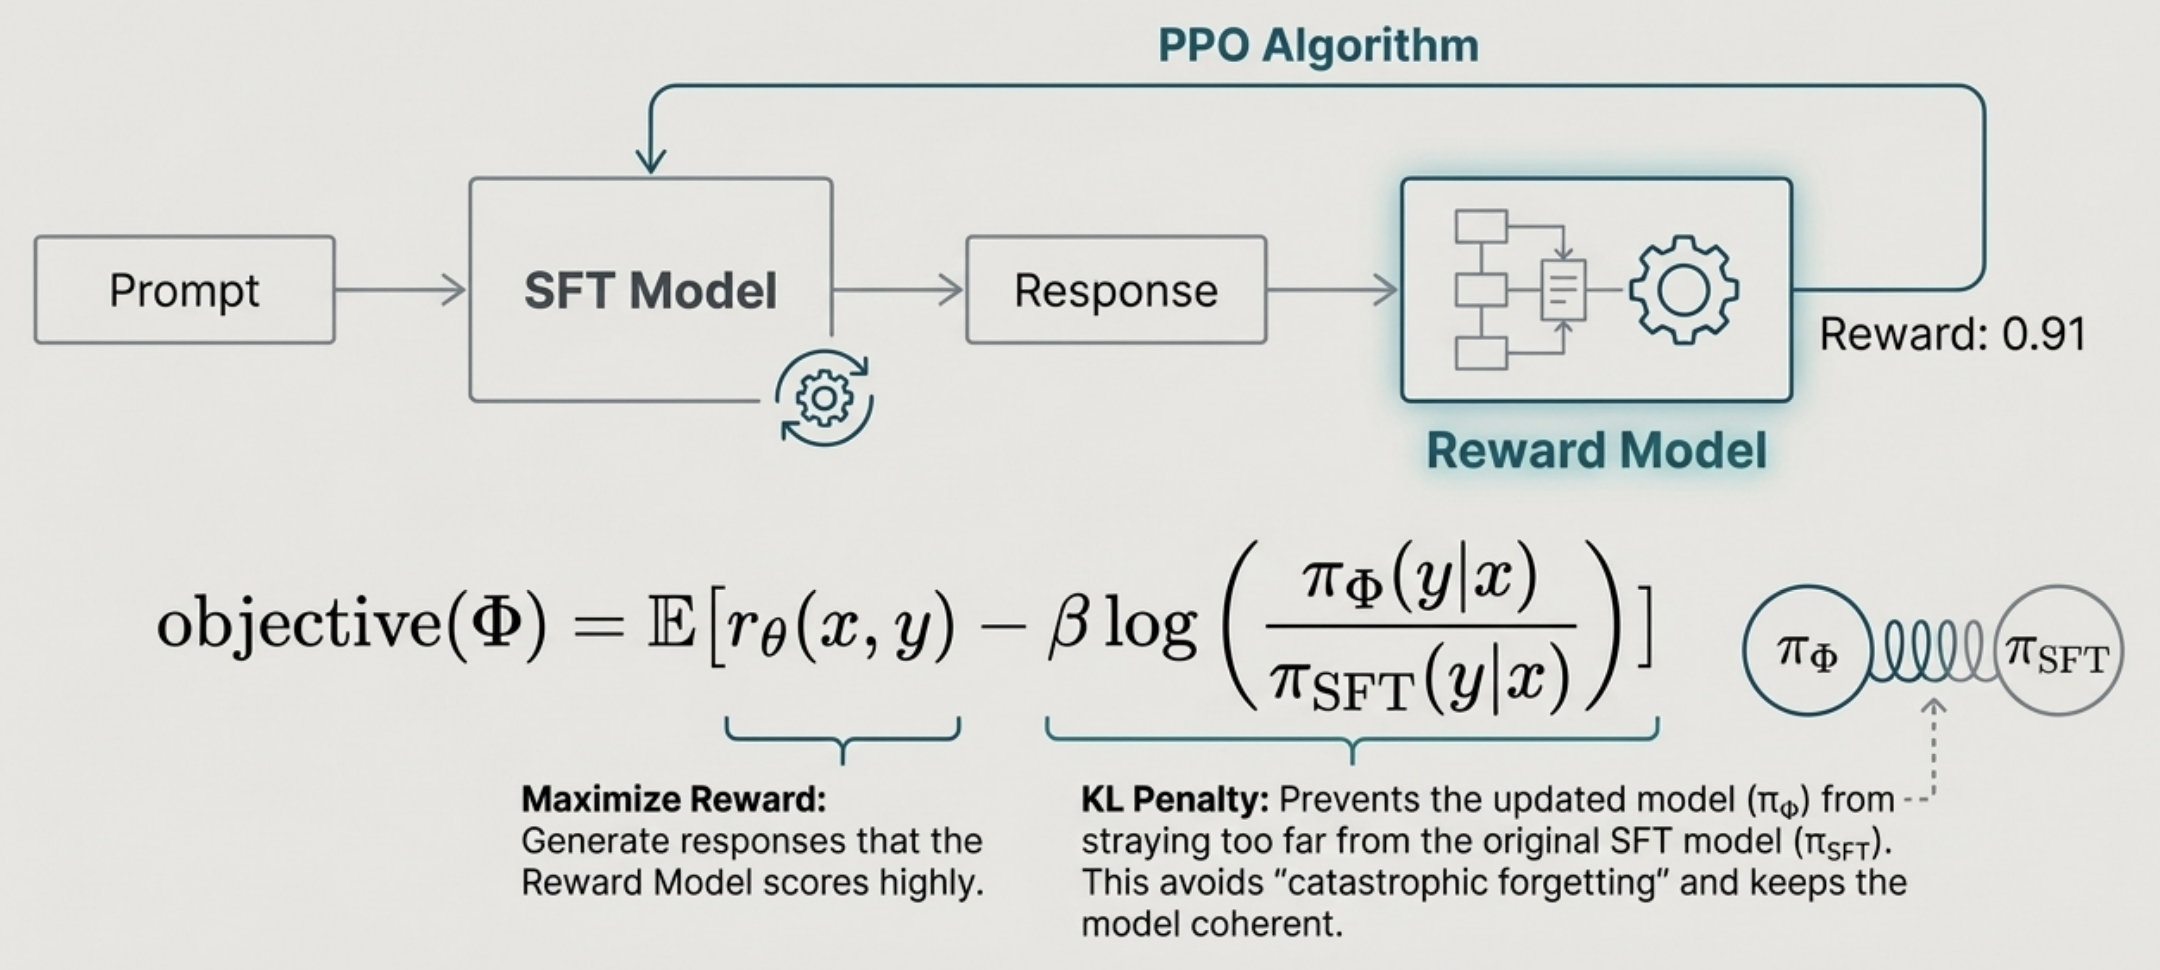 PPO Algorithm
Prompt
SFT Model
Response
Reward: 0.91
Reward Model
objective(Φ) = 𝔼[r_θ(x, y) − β log(π_Φ(y|x) / π_SFT(y|x))]
π_Φ
π_SFT
Maximize Reward:
Generate responses that the
Reward Model scores highly.
KL Penalty: Prevents the updated model (π_Φ) from
straying too far from the original SFT model (π_SFT).
This avoids “catastrophic forgetting” and keeps the
model coherent.